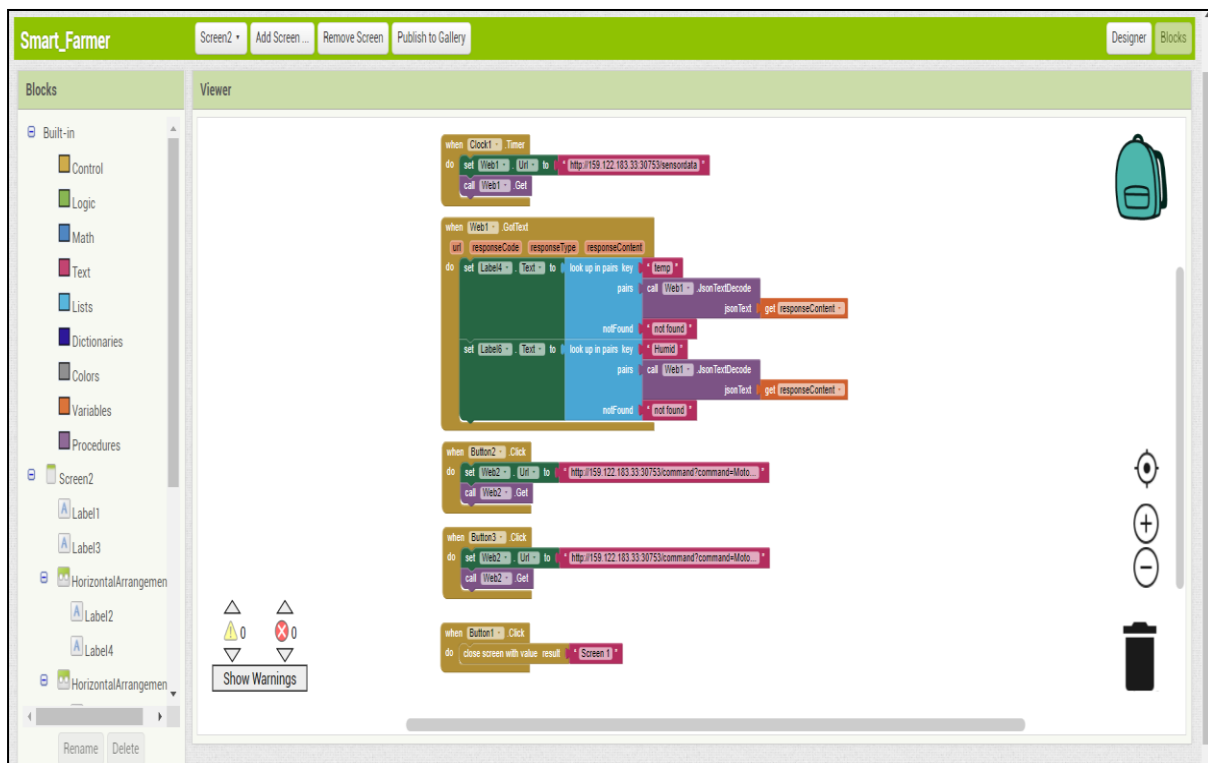 Smart_Farmer
Screen2
Add Screen ...
Remove Screen
Publish to Gallery
Designer
Blocks
Blocks
Viewer
Built-in
Control
Logic
Math
Text
Lists
Dictionaries
Colors
Variables
Procedures
Screen2
Label1
Label3
HorizontalArrangemen
Label2
Label4
HorizontalArrangemen
Rename
Delete
when Clock1 .Timer
do set Web1 . Url to " http://159.122.183.33:30753/sensordata "
call Web1 .Get
when Web1 .GotText
url responseCode responseType responseContent
do set Label4 . Text to look up in pairs key " temp "
pairs call Web1 .JsonTextDecode
jsonText get responseContent
notFound " not found "
set Label6 . Text to look up in pairs key " Humid "
pairs call Web1 .JsonTextDecode
jsonText get responseContent
notFound " not found "
when Button2 .Click
do set Web2 . Url to " http://159.122.183.33:30753/command?command=Moto... "
call Web2 .Get
when Button3 .Click
do set Web2 . Url to " http://159.122.183.33:30753/command?command=Moto... "
call Web2 .Get
when Button1 .Click
do close screen with value result " Screen 1 "
0
0
Show Warnings